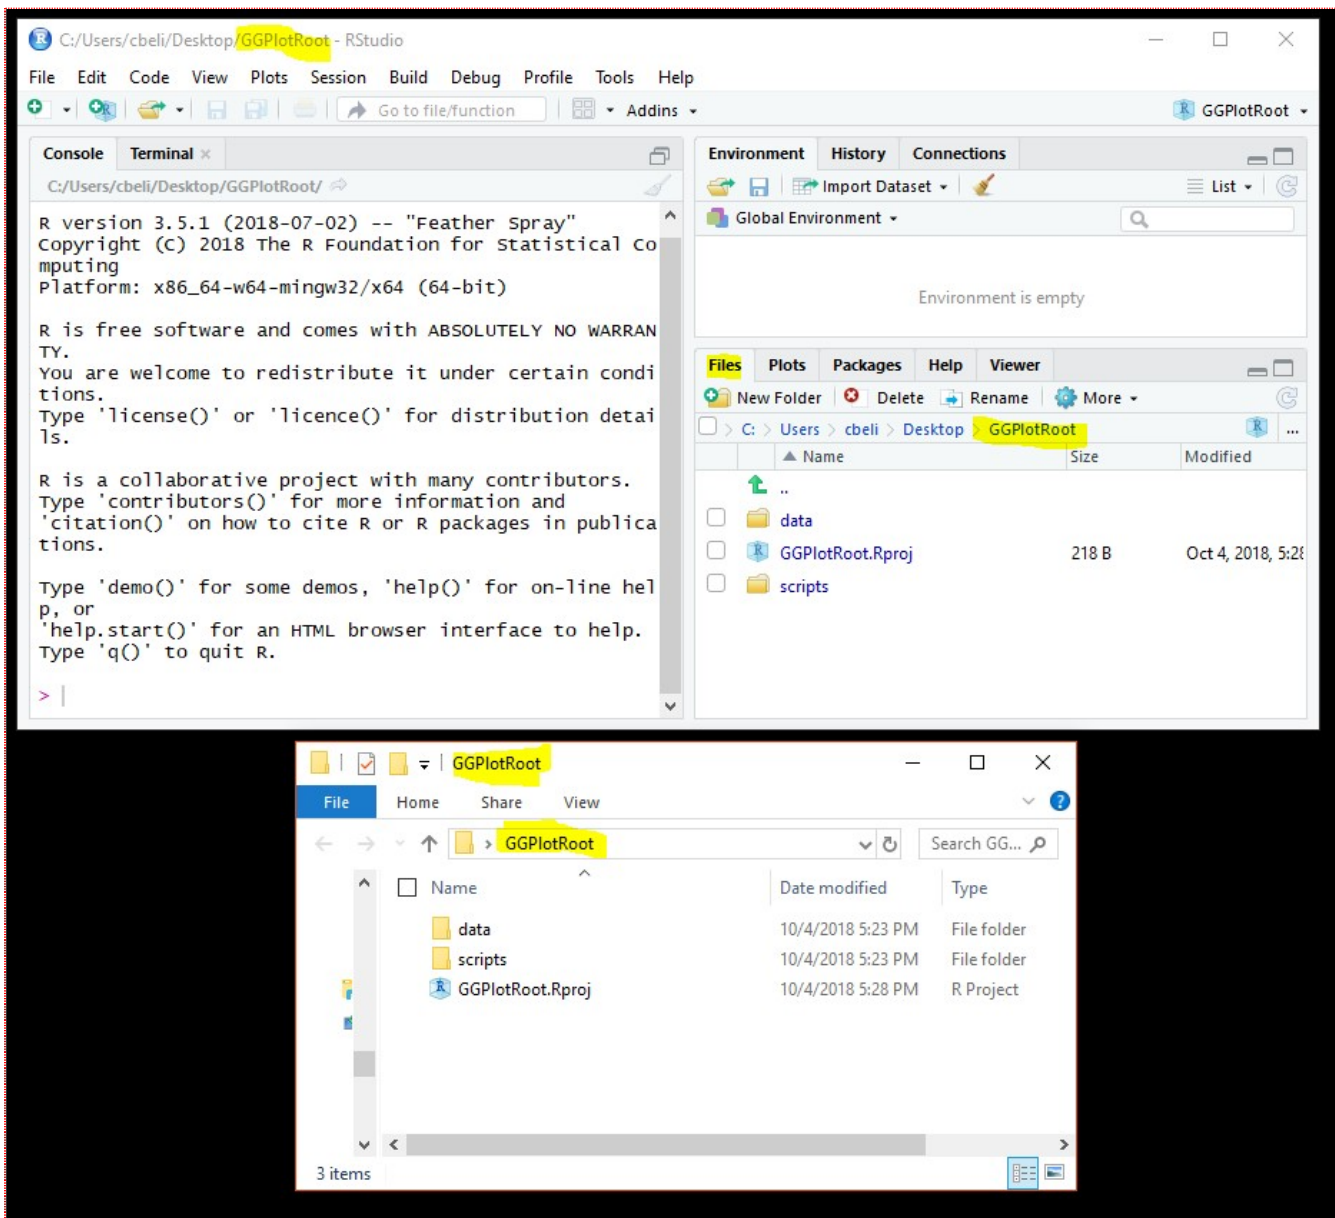 C:/Users/cbeli/Desktop/GGPlotRoot - RStudio
File Edit Code View Plots Session Build Debug Profile Tools Help
Go to file/function Addins GGPlotRoot
Console Terminal
C:/Users/cbeli/Desktop/GGPlotRoot/
R version 3.5.1 (2018-07-02) -- "Feather Spray"
Copyright (C) 2018 The R Foundation for Statistical Co
mputing
Platform: x86_64-w64-mingw32/x64 (64-bit)
R is free software and comes with ABSOLUTELY NO WARRAN
TY.
You are welcome to redistribute it under certain condi
tions.
Type 'license()' or 'licence()' for distribution detai
ls.
R is a collaborative project with many contributors.
Type 'contributors()' for more information and
'citation()' on how to cite R or R packages in publica
tions.
Type 'demo()' for some demos, 'help()' for on-line hel
p, or
'help.start()' for an HTML browser interface to help.
Type 'q()' to quit R.
>
Environment History Connections
Import Dataset List
Global Environment
Environment is empty
Files Plots Packages Help Viewer
New Folder Delete Rename More
C: > Users > cbeli > Desktop > GGPlotRoot ...
Name Size Modified
..
data
GGPlotRoot.Rproj 218 B Oct 4, 2018, 5:28
scripts
GGPlotRoot
File Home Share View
GGPlotRoot Search GG...
Name Date modified Type
data 10/4/2018 5:23 PM File folder
scripts 10/4/2018 5:23 PM File folder
GGPlotRoot.Rproj 10/4/2018 5:28 PM R Project
3 items